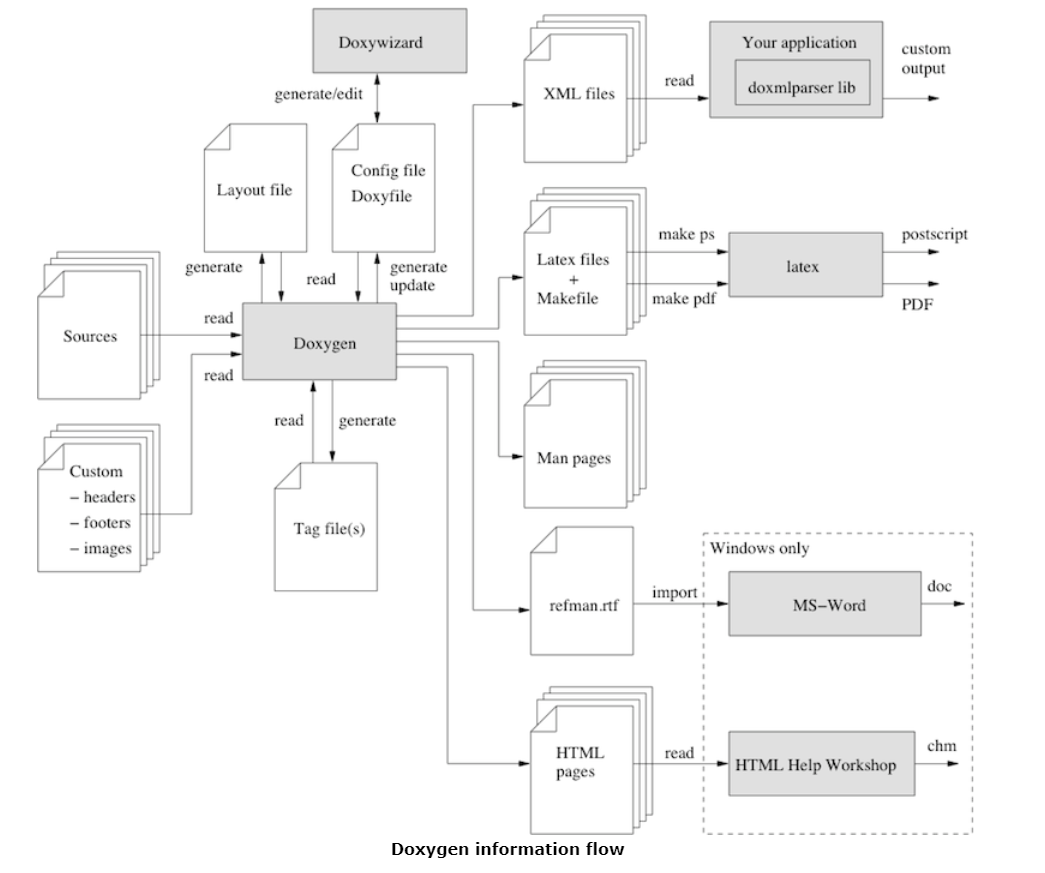 Doxywizard
generate/edit
Layout file
Config file
Doxyfile
generate
read
generate
update
Sources
read
Doxygen
read
Custom
– headers
– footers
– images
read
generate
Tag file(s)
XML files
read
Your application
doxmlparser lib
custom
output
Latex files
+
Makefile
make ps
make pdf
latex
postscript
PDF
Man pages
refman.rtf
import
Windows only
MS–Word
doc
HTML
pages
read
HTML Help Workshop
chm
Doxygen information flow